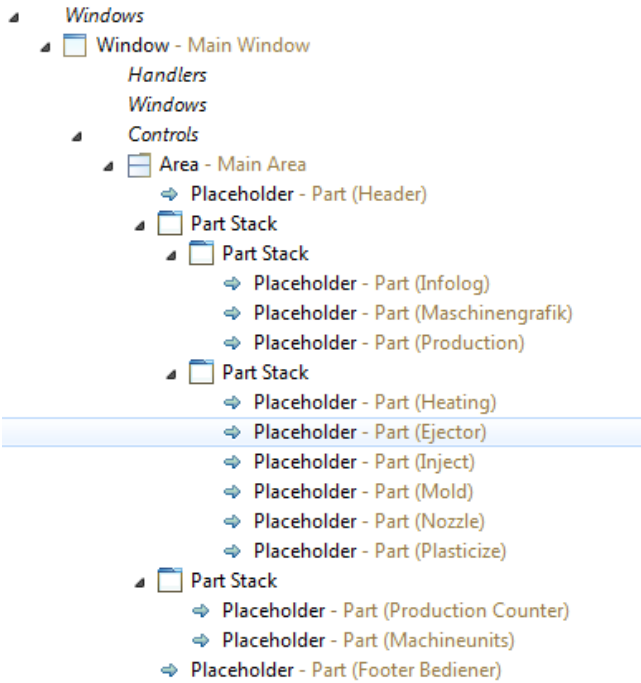 Windows
Window - Main Window
Handlers
Windows
Controls
Area - Main Area
Placeholder - Part (Header)
Part Stack
Part Stack
Placeholder - Part (Infolog)
Placeholder - Part (Maschinengrafik)
Placeholder - Part (Production)
Part Stack
Placeholder - Part (Heating)
Placeholder - Part (Ejector)
Placeholder - Part (Inject)
Placeholder - Part (Mold)
Placeholder - Part (Nozzle)
Placeholder - Part (Plasticize)
Part Stack
Placeholder - Part (Production Counter)
Placeholder - Part (Machineunits)
Placeholder - Part (Footer Bediener)